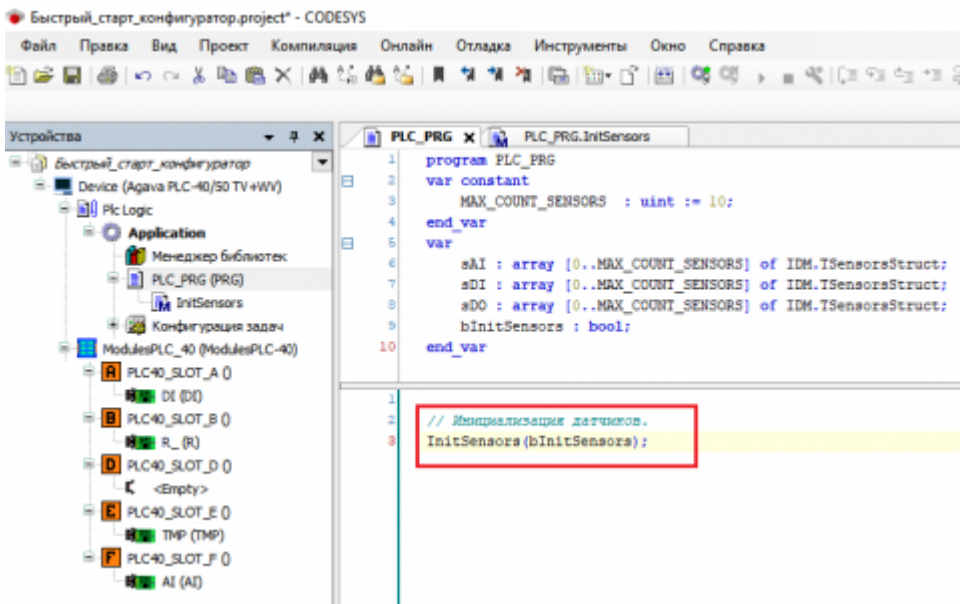 Быстрый_старт_конфигуратор.project* - CODESYS
Файл Правка Вид Проект Компиляция Онлайн Отладка Инструменты Окно Справка
Устройства
Быстрый_старт_конфигуратор
Device (Agava PLC-40/50 TV+WV)
Plc Logic
Application
Менеджер библиотек
PLC_PRG (PRG)
InitSensors
Конфигурация задач
ModulesPLC_40 (ModulesPLC-40)
A PLC40_SLOT_A ()
DI (DI)
B PLC40_SLOT_B ()
R_ (R)
D PLC40_SLOT_D ()
<Empty>
E PLC40_SLOT_E ()
TMP (TMP)
F PLC40_SLOT_F ()
AI (AI)
PLC_PRG PLC_PRG.InitSensors
1 program PLC_PRG
2 var constant
3 MAX_COUNT_SENSORS : uint := 10;
4 end_var
5 var
6 sAI : array [0..MAX_COUNT_SENSORS] of IDM.TSensorsStruct;
7 sDI : array [0..MAX_COUNT_SENSORS] of IDM.TSensorsStruct;
8 sDO : array [0..MAX_COUNT_SENSORS] of IDM.TSensorsStruct;
9 bInitSensors : bool;
10 end_var
1
2 // Инициализация датчиков.
3 InitSensors(bInitSensors);